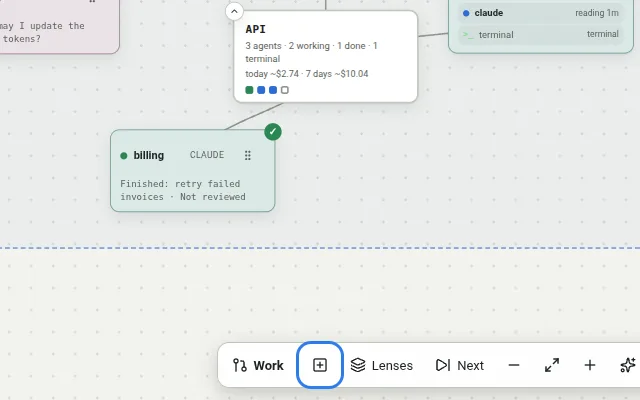 may I update the
tokens?
API
3 agents · 2 working · 1 done · 1
terminal
today ~$2.74 · 7 days ~$10.04
claude
reading 1m
>_ terminal
terminal
billing
CLAUDE
Finished: retry failed
invoices · Not reviewed
Work
Lenses
Next